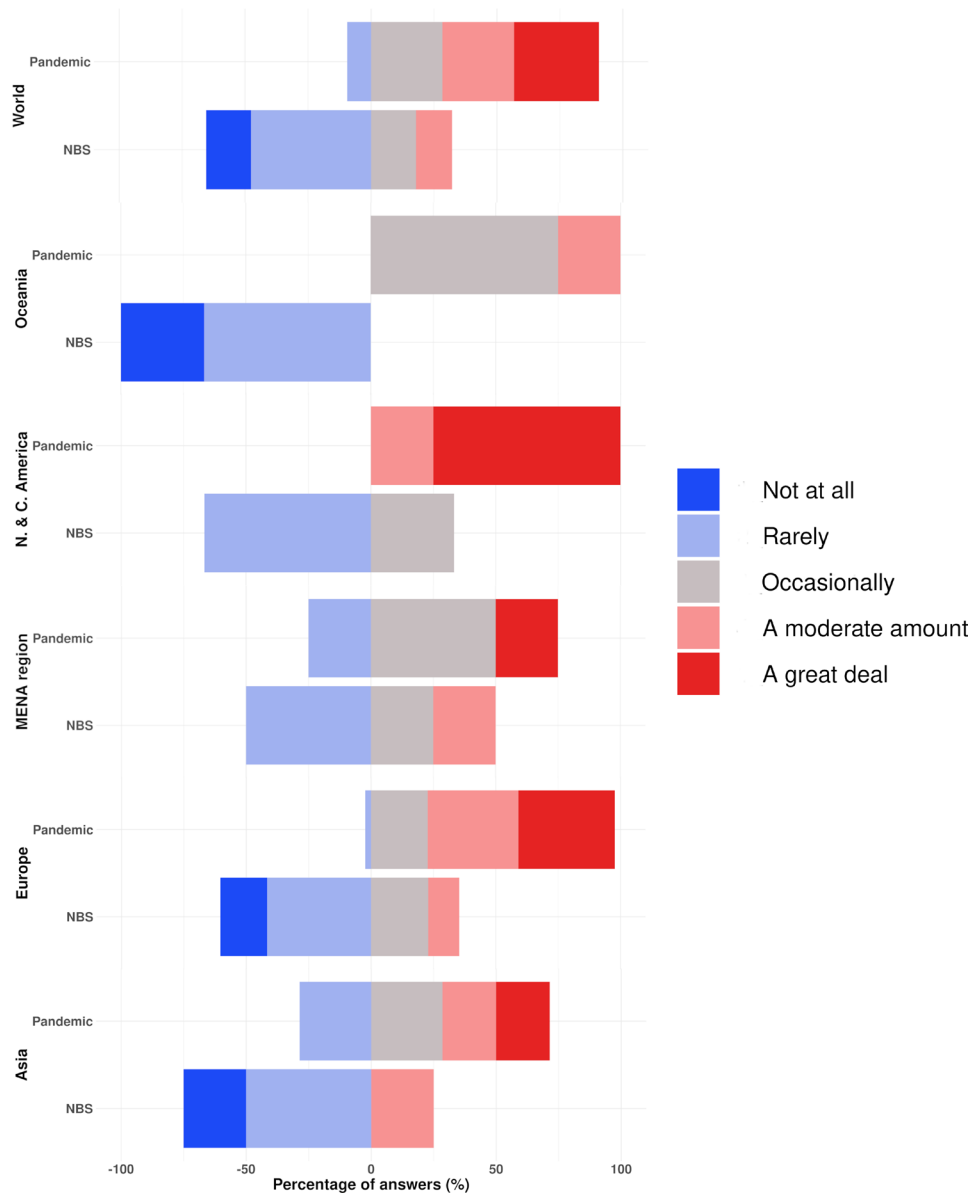 World
Pandemic
NBS
Oceania
Pandemic
NBS
N. & C. America
Pandemic
NBS
MENA region
Pandemic
NBS
Europe
Pandemic
NBS
Asia
Pandemic
NBS
-100 -50 0 50 100
Percentage of answers (%)
Not at all
Rarely
Occasionally
A moderate amount
A great deal